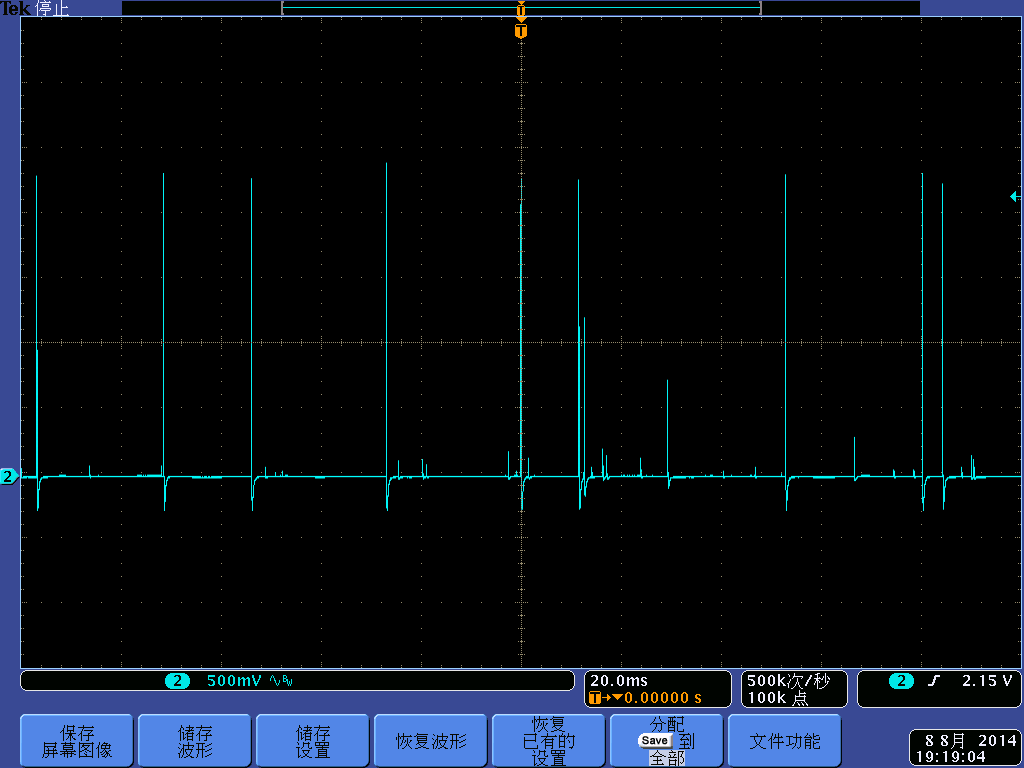 Tek 停止
T
T
2
2 500mV
20.0ms
T→▼0.00000 s
500k次/秒
100k 点
2 2.15 V
保存
屏幕图像
储存
波形
储存
设置
恢复波形
恢复
已有的
设置
分配
Save 到
全部
文件功能
8 8月 2014
19:19:04